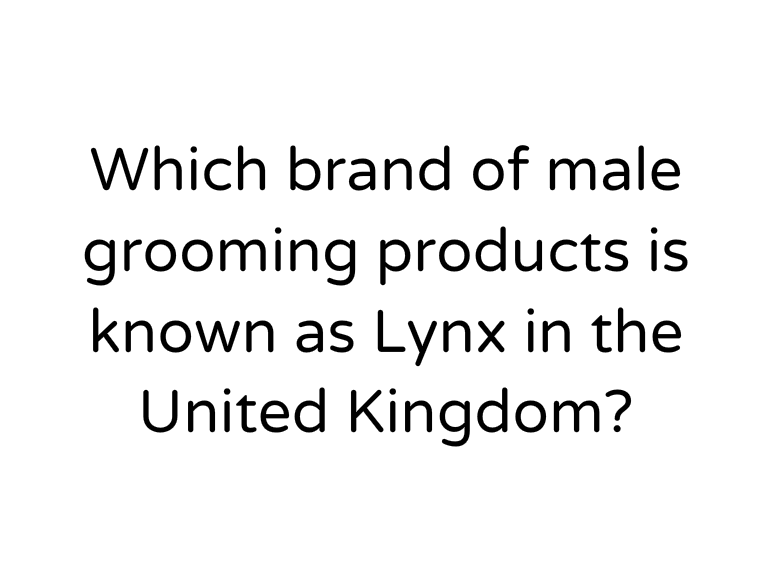 Which brand of male
grooming products is
known as Lynx in the
United Kingdom?